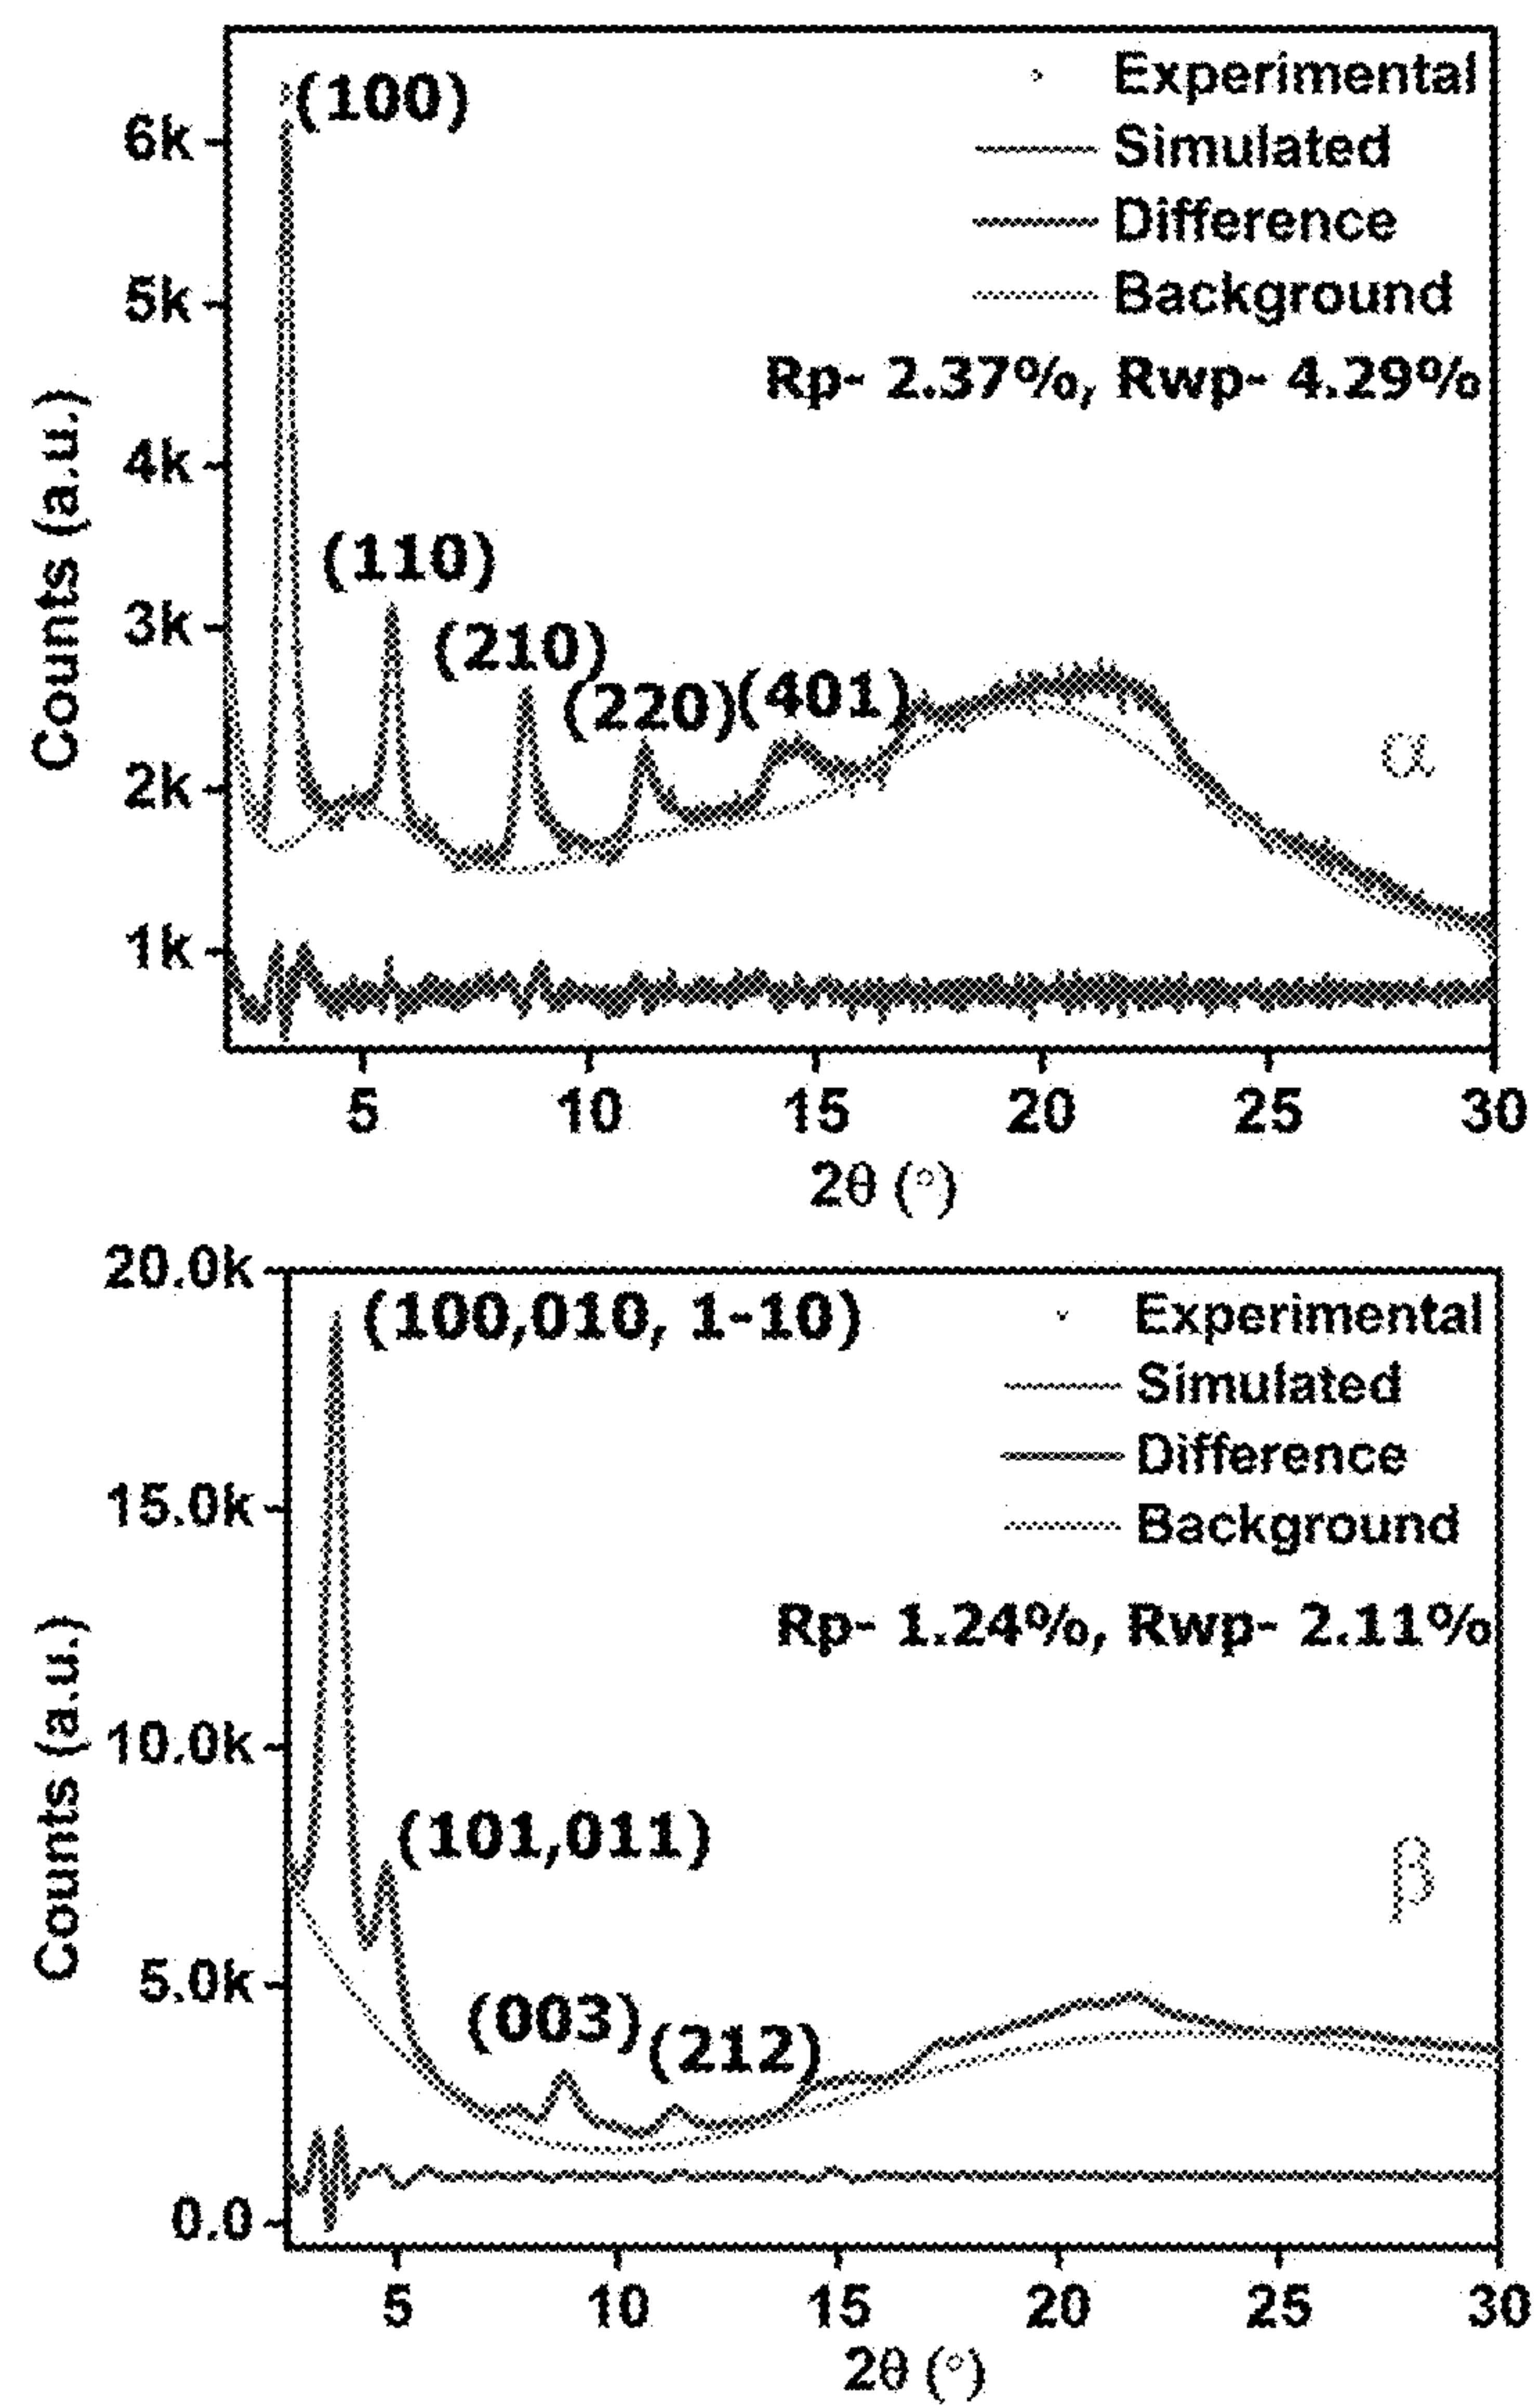 (100)
Experimental
Simulated
Difference
Background
Rp- 2.37%, Rwp- 4.29%
(110)
(210)
(220)
(401)
α
6k
5k
4k
3k
2k
1k
Counts (a.u.)
5 10 15 20 25 30
2θ (°)
20.0k
15.0k
10.0k
5.0k
0.0
Counts (a.u.)
(100,010, 1-10)
Experimental
Simulated
Difference
Background
Rp- 1.24%, Rwp- 2.11%
(101,011)
(003)
(212)
β
5 10 15 20 25 30
2θ (°)